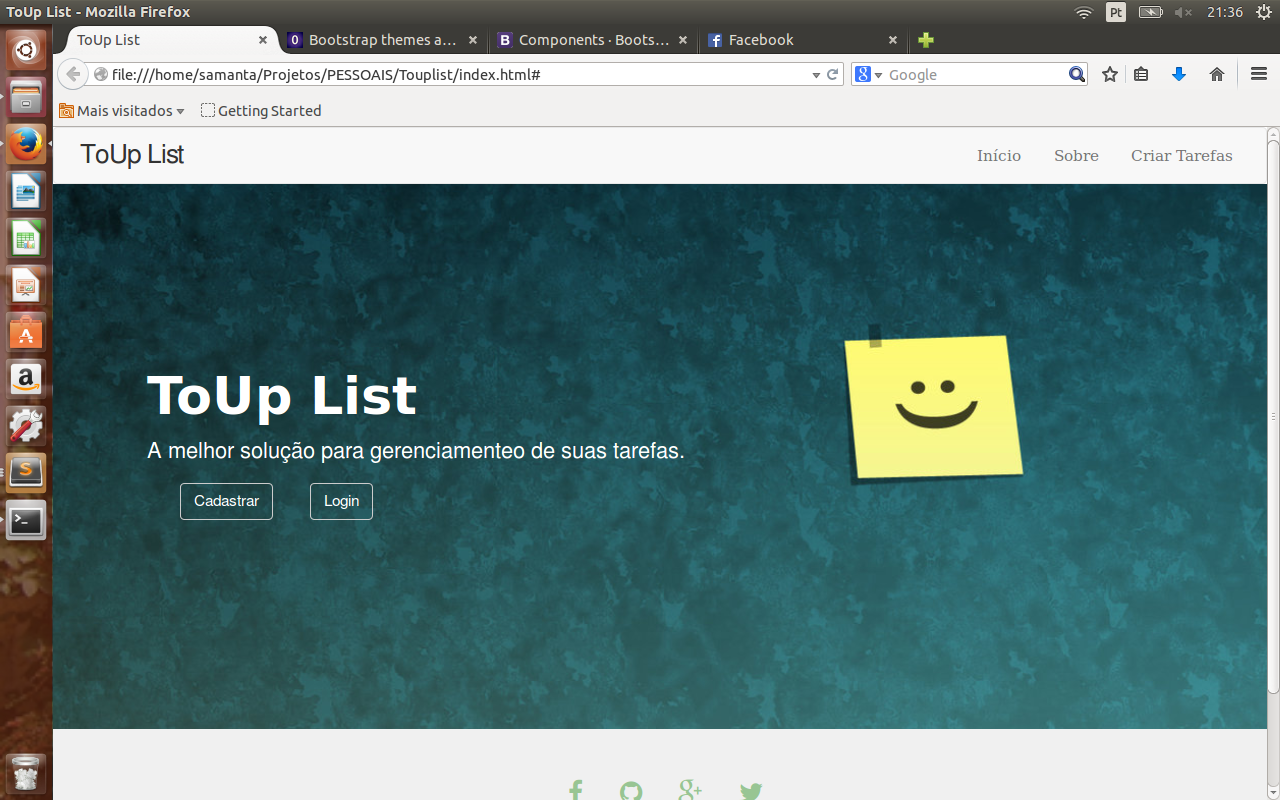 ToUp List - Mozilla Firefox
Pt
21:36
ToUp List
Bootstrap themes a...
Components · Boots...
Facebook
file:///home/samanta/Projetos/PESSOAIS/Touplist/index.html#
Google
Mais visitados
Getting Started
ToUp List
Início
Sobre
Criar Tarefas
ToUp List
A melhor solução para gerenciamenteo de suas tarefas.
Cadastrar
Login